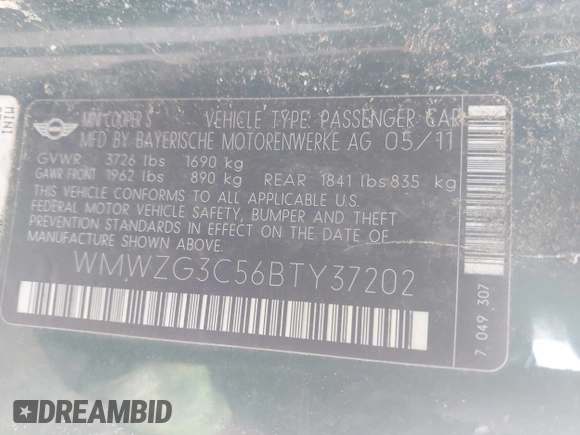 MINI
MINI COOPER S VEHICLE TYPE: PASSENGER CAR
MFD BY BAYERISCHE MOTORENWERKE AG 05/11
GVWR 3726 lbs 1690 kg
GAWR FRONT 1962 lbs 890 kg REAR 1841 lbs 835 kg
THIS VEHICLE CONFORMS TO ALL APPLICABLE U.S.
FEDERAL MOTOR VEHICLE SAFETY, BUMPER AND THEFT
PREVENTION STANDARDS IN EFFECT ON THE DATE OF
MANUFACTURE SHOWN ABOVE.
WMWZG3C56BTY37202
7 049 307
DREAMBID